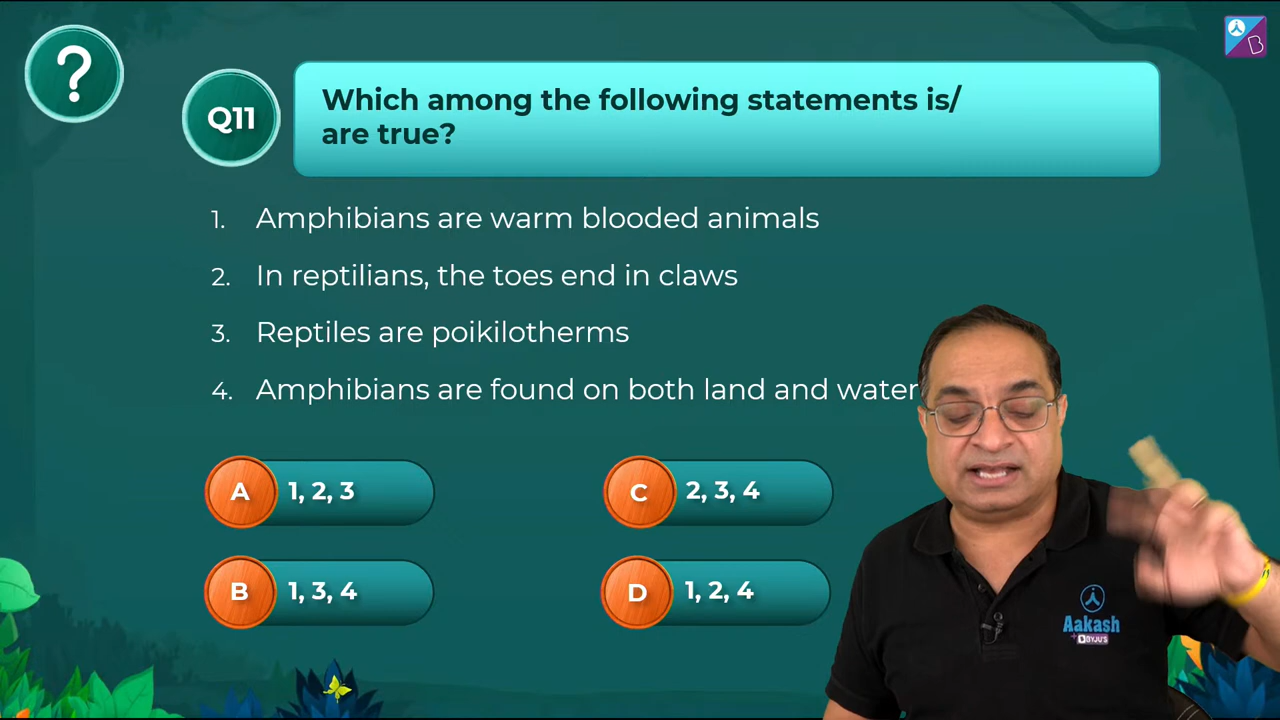 ?
Q11
Which among the following statements is/
are true?
1. Amphibians are warm blooded animals
2. In reptilians, the toes end in claws
3. Reptiles are poikilotherms
4. Amphibians are found on both land and water
A 1, 2, 3
C 2, 3, 4
B 1, 3, 4
D 1, 2, 4
Aakash
+ BYJU'S
B